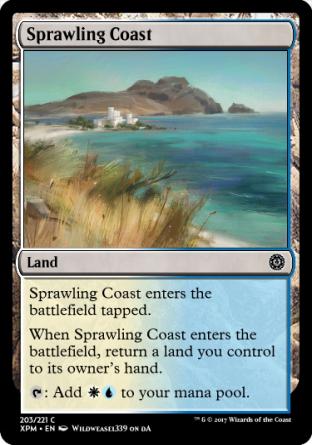 Sprawling Coast
Land
Sprawling Coast enters the
battlefield tapped.
When Sprawling Coast enters the
battlefield, return a land you control
to its owner's hand.
: Add to your mana pool.
203/221 C
XPM • EN WILDWEASEL339 ON DA
™ & © 2017 Wizards of the Coast